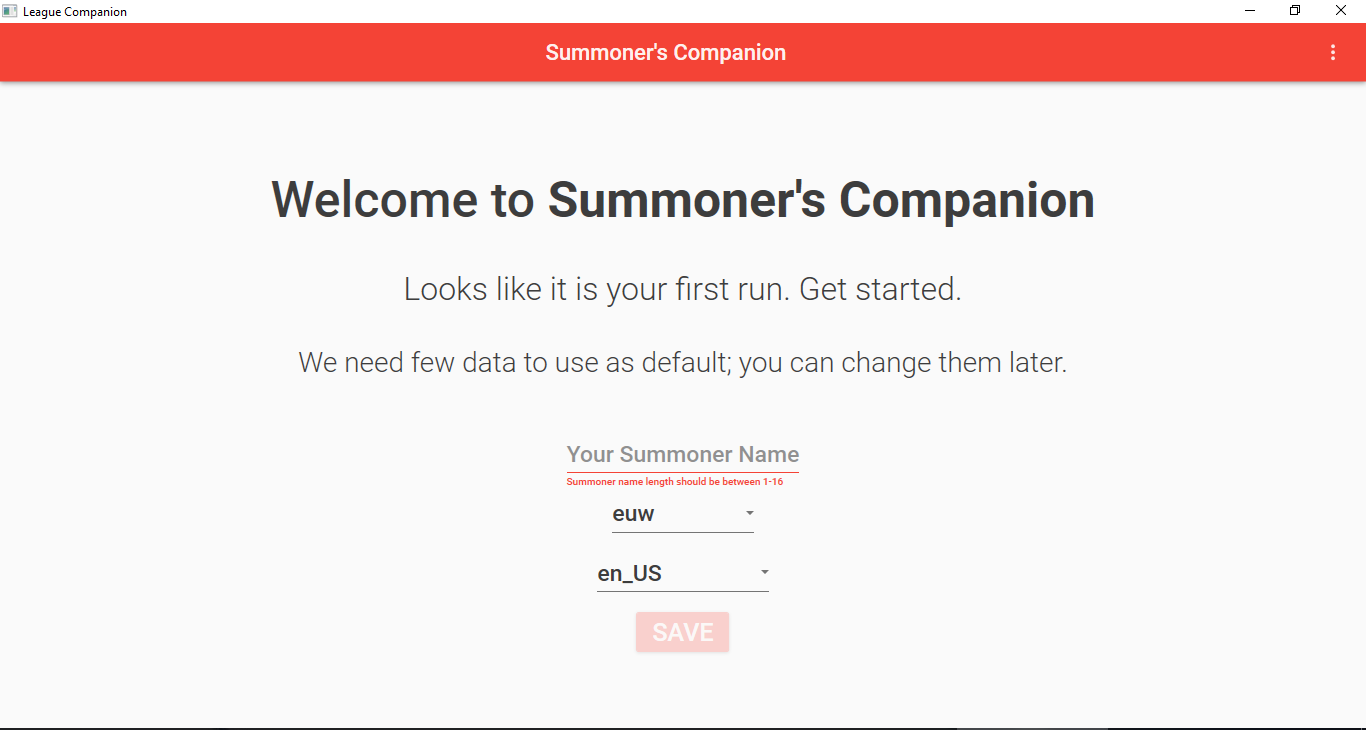 League Companion
Summoner's Companion
Welcome to Summoner's Companion
Looks like it is your first run. Get started.
We need few data to use as default; you can change them later.
Your Summoner Name
Summoner name length should be between 1-16
euw
en_US
SAVE